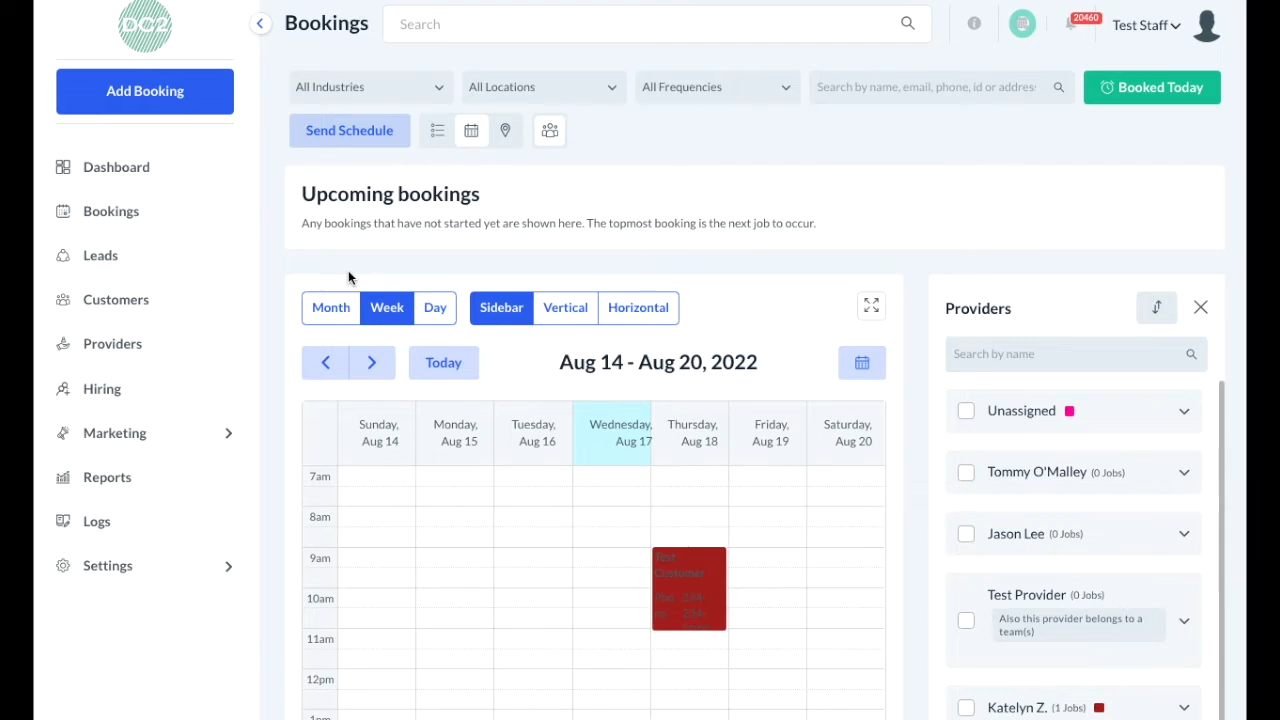 DC2
Bookings
Search
20460
Test Staff
Add Booking
All Industries
All Locations
All Frequencies
Search by name, email, phone, id or addres
Booked Today
Send Schedule
Dashboard
Bookings
Leads
Customers
Providers
Hiring
Marketing
Reports
Logs
Settings
Upcoming bookings
Any bookings that have not started yet are shown here. The topmost booking is the next job to occur.
Month
Week
Day
Sidebar
Vertical
Horizontal
Today
Aug 14 - Aug 20, 2022
Sunday,
Aug 14
Monday,
Aug 15
Tuesday,
Aug 16
Wednesday,
Aug 17
Thursday,
Aug 18
Friday,
Aug 19
Saturday,
Aug 20
7am
8am
9am
10am
11am
12pm
1pm
Test
Customer
Providers
Search by name
Unassigned
Tommy O'Malley (0 Jobs)
Jason Lee (0 Jobs)
Test Provider (0 Jobs)
Also this provider belongs to a
team(s)
Katelyn Z. (1 Jobs)